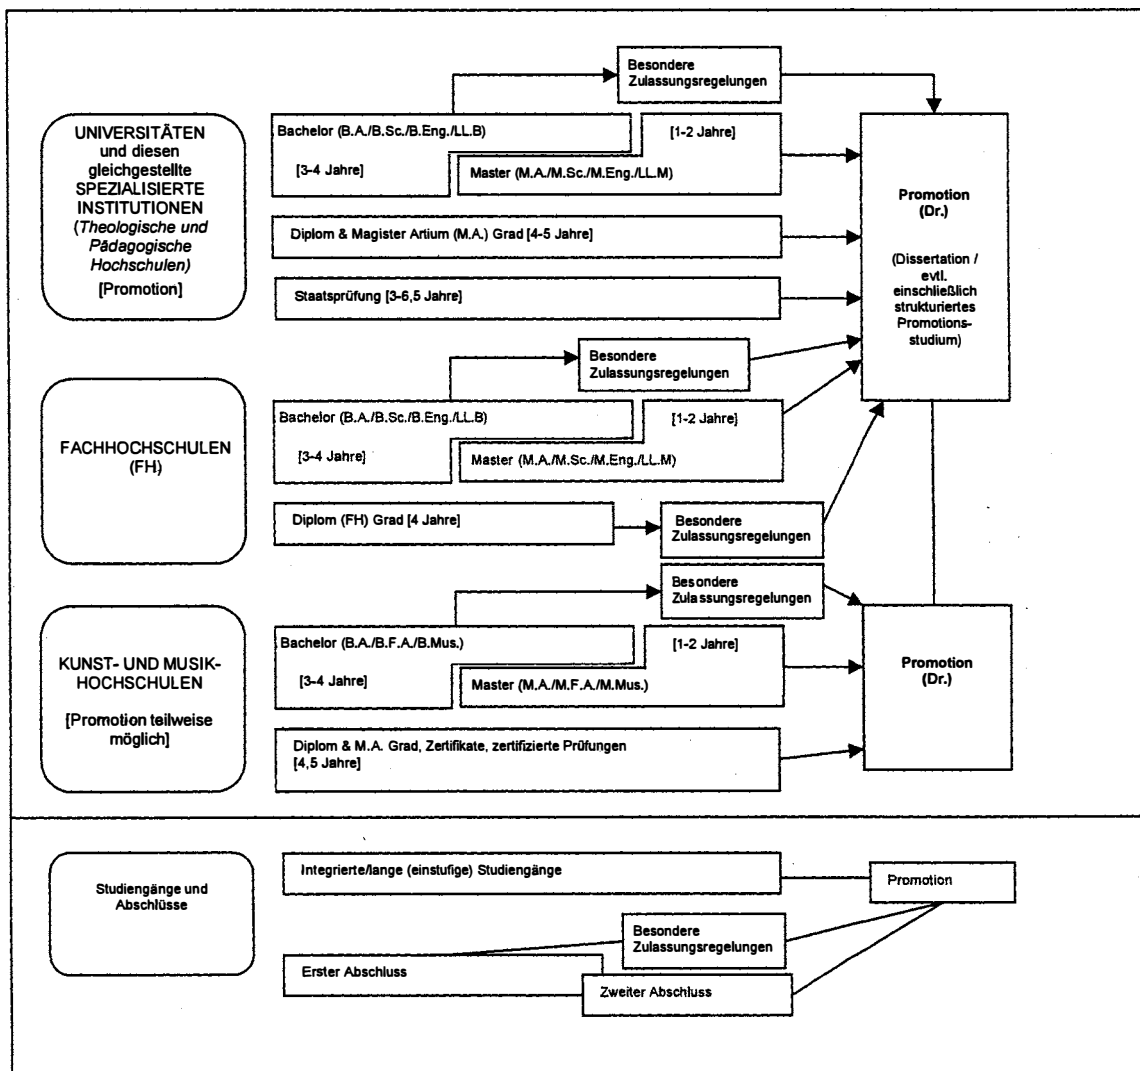 Besondere
Zulassungsregelungen
UNIVERSITÄTEN
und diesen
gleichgestellte
SPEZIALISIERTE
INSTITUTIONEN
(Theologische und
Pädagogische
Hochschulen)
[Promotion]
Bachelor (B.A./B.Sc./B.Eng./LL.B)
[3-4 Jahre]
[1-2 Jahre]
Master (M.A./M.Sc./M.Eng./LL.M)
Diplom & Magister Artium (M.A.) Grad [4-5 Jahre]
Staatsprüfung [3-6,5 Jahre]
Promotion
(Dr.)
(Dissertation /
evtl.
einschließlich
strukturiertes
Promotions-
studium)
Besondere
Zulassungsregelungen
FACHHOCHSCHULEN
(FH)
Bachelor (B.A./B.Sc./B.Eng./LL.B)
[3-4 Jahre]
[1-2 Jahre]
Master (M.A./M.Sc./M.Eng./LL.M)
Diplom (FH) Grad [4 Jahre]
Besondere
Zulassungsregelungen
Besondere
Zulassungsregelungen
KUNST- UND MUSIK-
HOCHSCHULEN
[Promotion teilweise
möglich]
Bachelor (B.A./B.F.A./B.Mus.)
[3-4 Jahre]
[1-2 Jahre]
Master (M.A./M.F.A./M.Mus.)
Diplom & M.A. Grad, Zertifikate, zertifizierte Prüfungen
[4,5 Jahre]
Promotion
(Dr.)
Studiengänge und
Abschlüsse
Integrierte/lange (einstufige) Studiengänge
Promotion
Besondere
Zulassungsregelungen
Erster Abschluss
Zweiter Abschluss